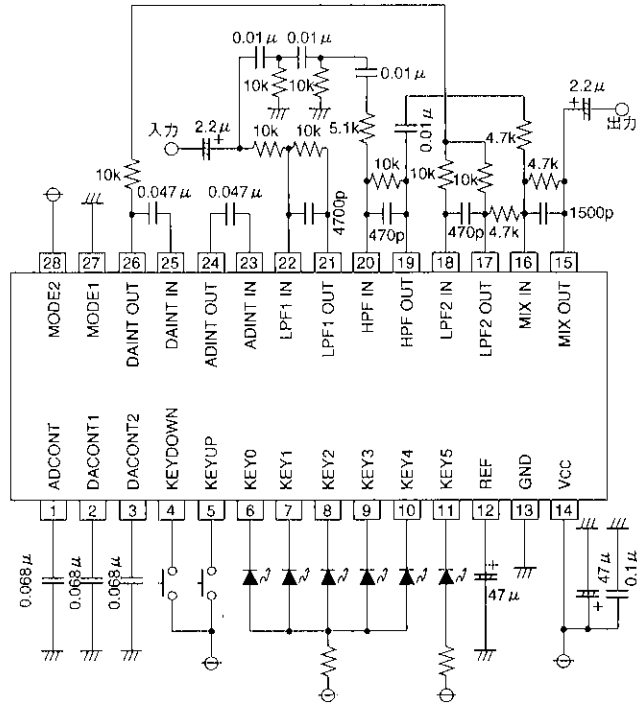 0.01μ 0.01μ
10k 10k
0.01μ
2.2μ +
入力
10k 10k
5.1k
0.01μ
4.7k
2.2μ
+
出力
10k
0.047μ 0.047μ
4700p
10k
470p
10k
10k
470p
4.7k
4.7k
1500p
28 27 26 25 24 23 22 21 20 19 18 17 16 15
MODE2
MODE1
DAINT OUT
DAINT IN
ADINT OUT
ADINT IN
LPF1 IN
LPF1 OUT
HPF IN
HPF OUT
LPF2 IN
LPF2 OUT
MIX IN
MIX OUT
ADCONT
DACONT1
DACONT2
KEYDOWN
KEYUP
KEY0
KEY1
KEY2
KEY3
KEY4
KEY5
REF
GND
VCC
1 2 3 4 5 6 7 8 9 10 11 12 13 14
0.068μ
0.068μ
0.068μ
+
47μ
47μ
+
0.1μ